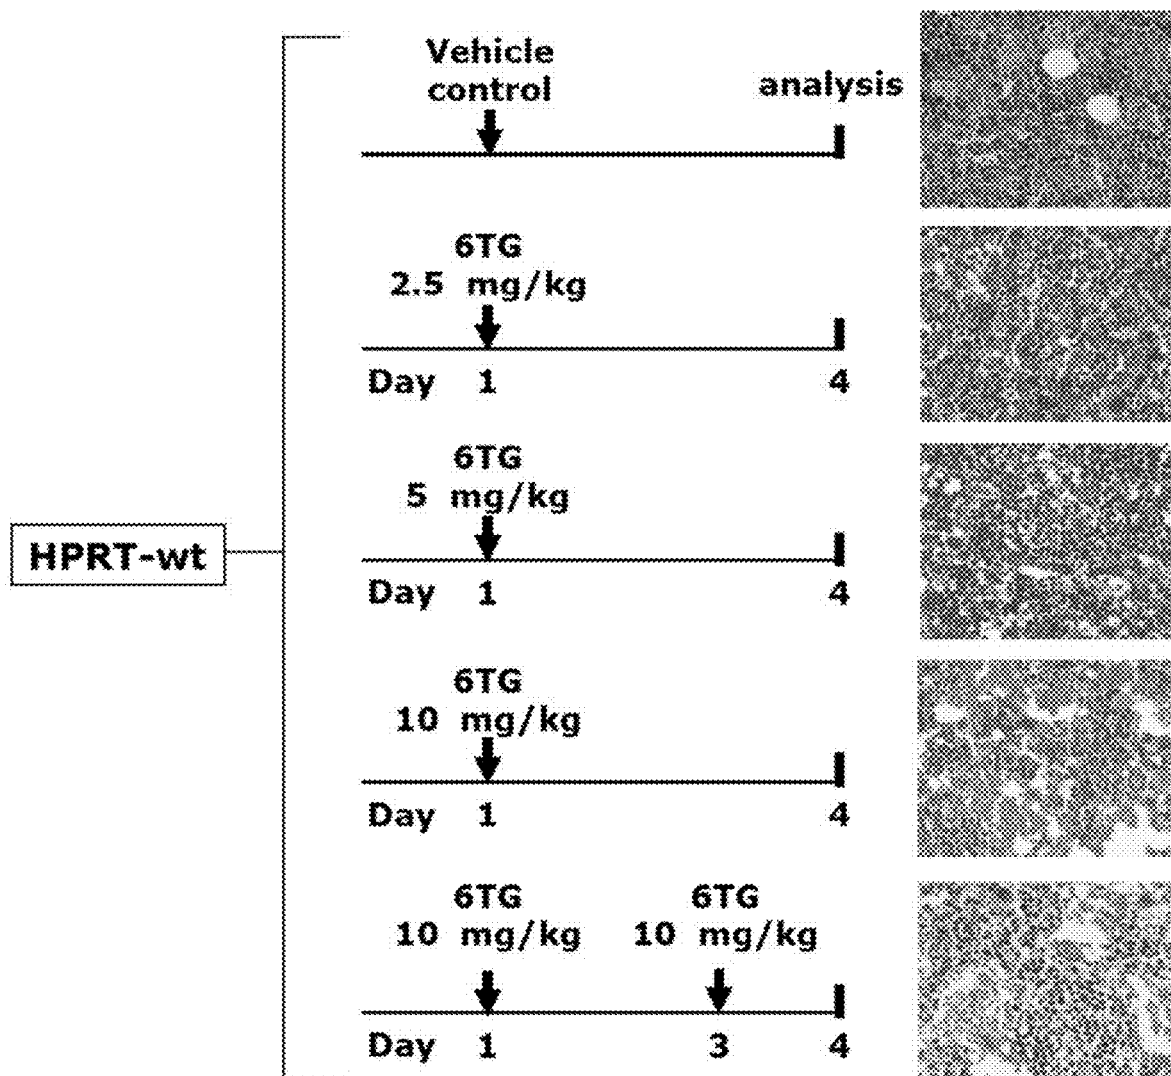 Vehicle
control
analysis
6TG
2.5 mg/kg
Day 1 4
6TG
5 mg/kg
HPRT-wt
Day 1 4
6TG
10 mg/kg
Day 1 4
6TG 6TG
10 mg/kg 10 mg/kg
Day 1 3 4